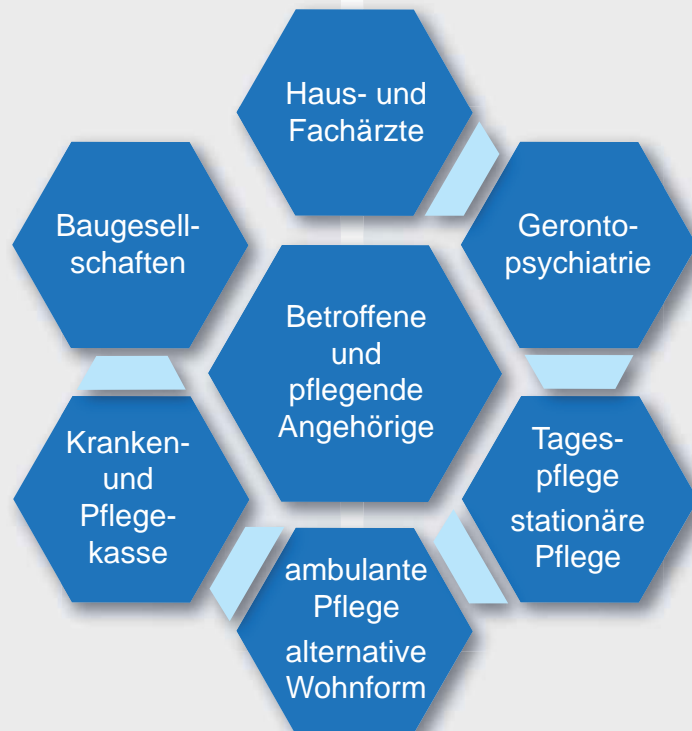 Haus- und
Fachärzte
Baugesell-
schaften
Geronto-
psychiatrie
Betroffene
und
pflegende
Angehörige
Kranken-
und
Pflege-
kasse
Tages-
pflege
stationäre
Pflege
ambulante
Pflege
alternative
Wohnform